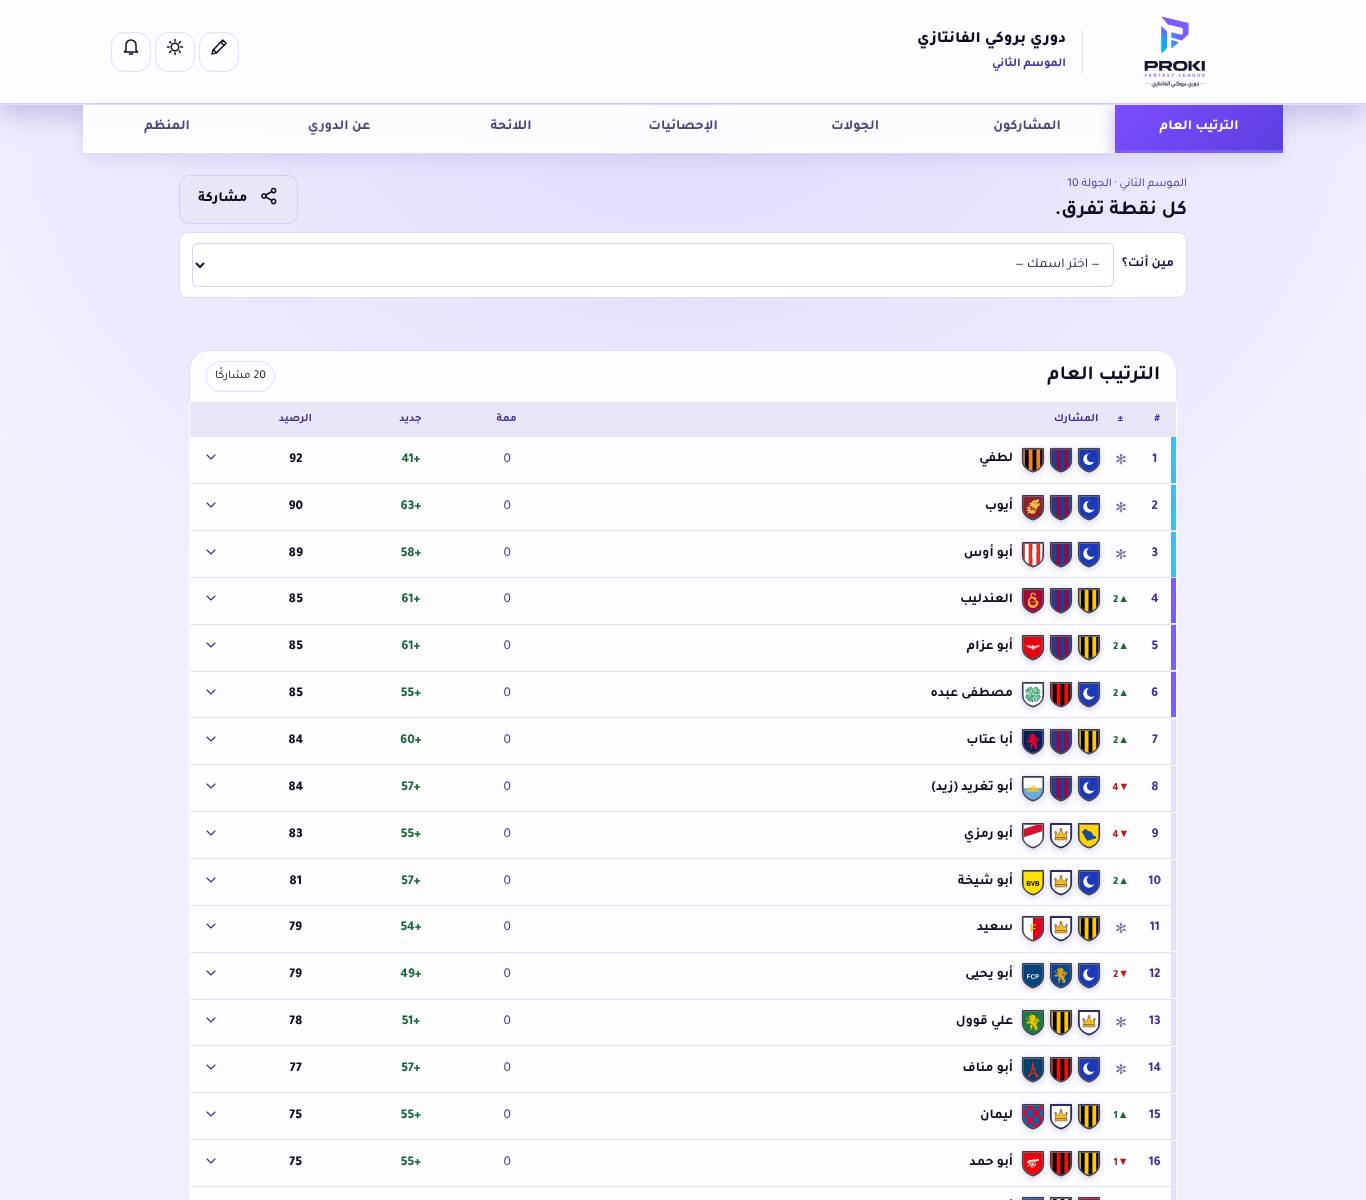 PROKI
FANTASY LEAGUE
دوري بروكي الفانتازي
دوري بروكي الفانتازي
الموسم الثاني
الترتيب العام
المشاركون
الجولات
الإحصائيات
اللائحة
عن الدوري
المنظم
الموسم الثاني · الجولة 10
كل نقطة تفرق.
مشاركة
مين أنت؟
— اختر اسمك —
الترتيب العام
20 مشاركًا
# ± المشارك ممة جديد الرصيد
1 ✻ لطفي 0 +41 92
2 ✻ أيوب 0 +63 90
3 ✻ أبو أوس 0 +58 89
4 ▲2 العندليب 0 +61 85
5 ▲2 أبو عزام 0 +61 85
6 ▲2 مصطفى عبده 0 +55 85
7 ▲2 أبا عتاب 0 +60 84
8 ▼4 أبو تغريد (زيد) 0 +57 84
9 ▼4 أبو رمزي 0 +55 83
10 ▲2 BVB أبو شيخة 0 +57 81
11 ✻ سعيد 0 +54 79
12 ▼2 FCP أبو يحيى 0 +49 79
13 ✻ علي قوول 0 +51 78
14 ✻ أبو مناف 0 +57 77
15 ▲1 ليمان 0 +55 75
16 ▼1 أبو حمد 0 +55 75